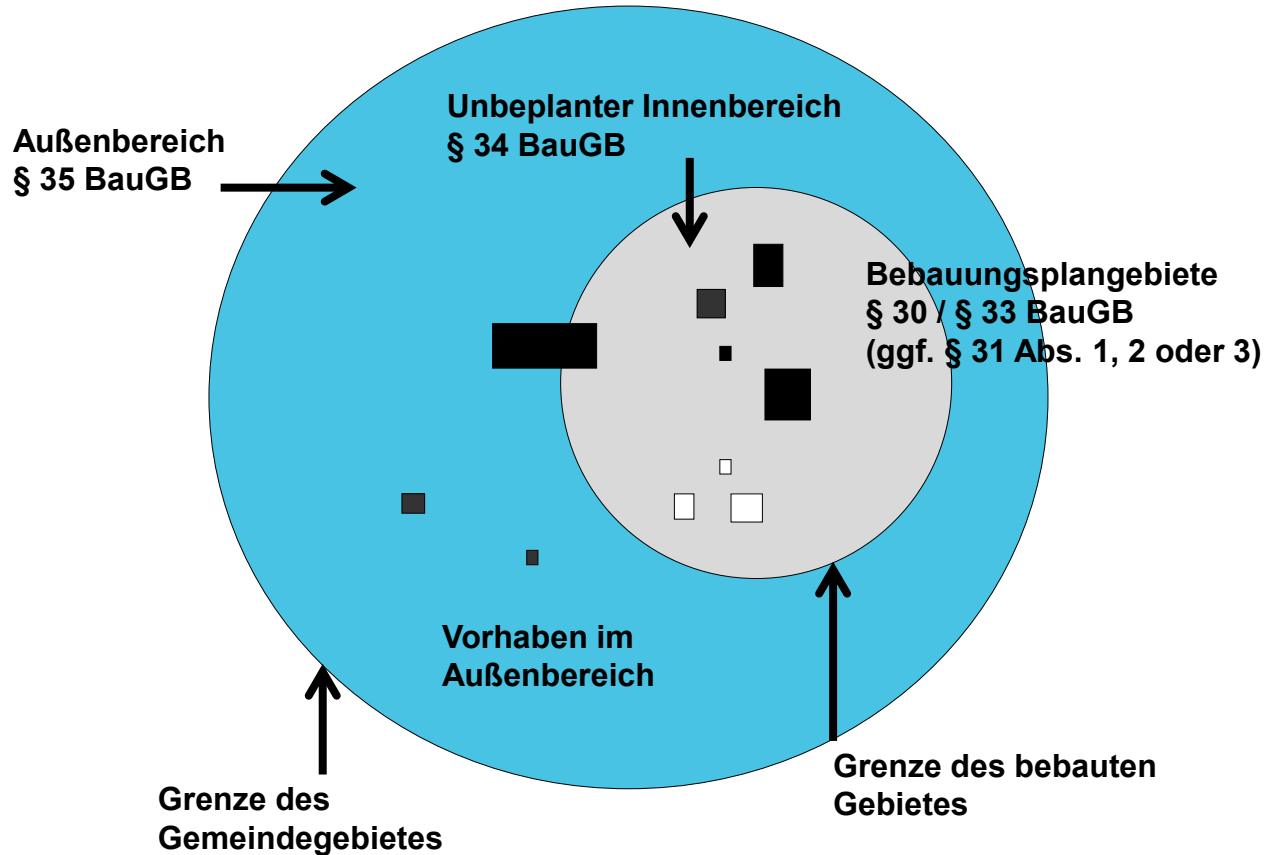 Unbeplanter Innenbereich
§ 34 BauGB
Außenbereich
§ 35 BauGB
Bebauungsplangebiete
§ 30 / § 33 BauGB
(ggf. § 31 Abs. 1, 2 oder 3)
Vorhaben im
Außenbereich
Grenze des bebauten
Gebietes
Grenze des
Gemeindegebietes